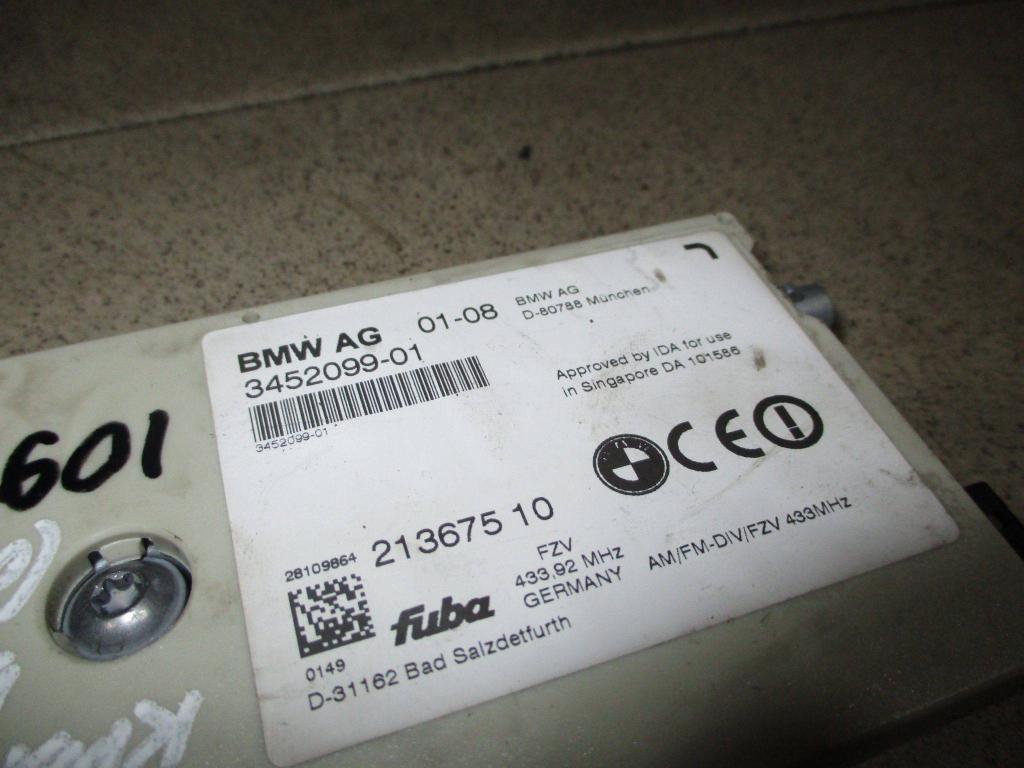 BMW AG 01-08
3452099-01
3452099-01
BMW AG
D-80788 München
Approved by IDA for use
in Singapore DA 101586
CE
28109864 213675 10
fuba
0149
FZV
433,92 MHz
GERMANY
AM/FM-DIV/FZV 433MHz
D-31162 Bad Salzdetfurth
601